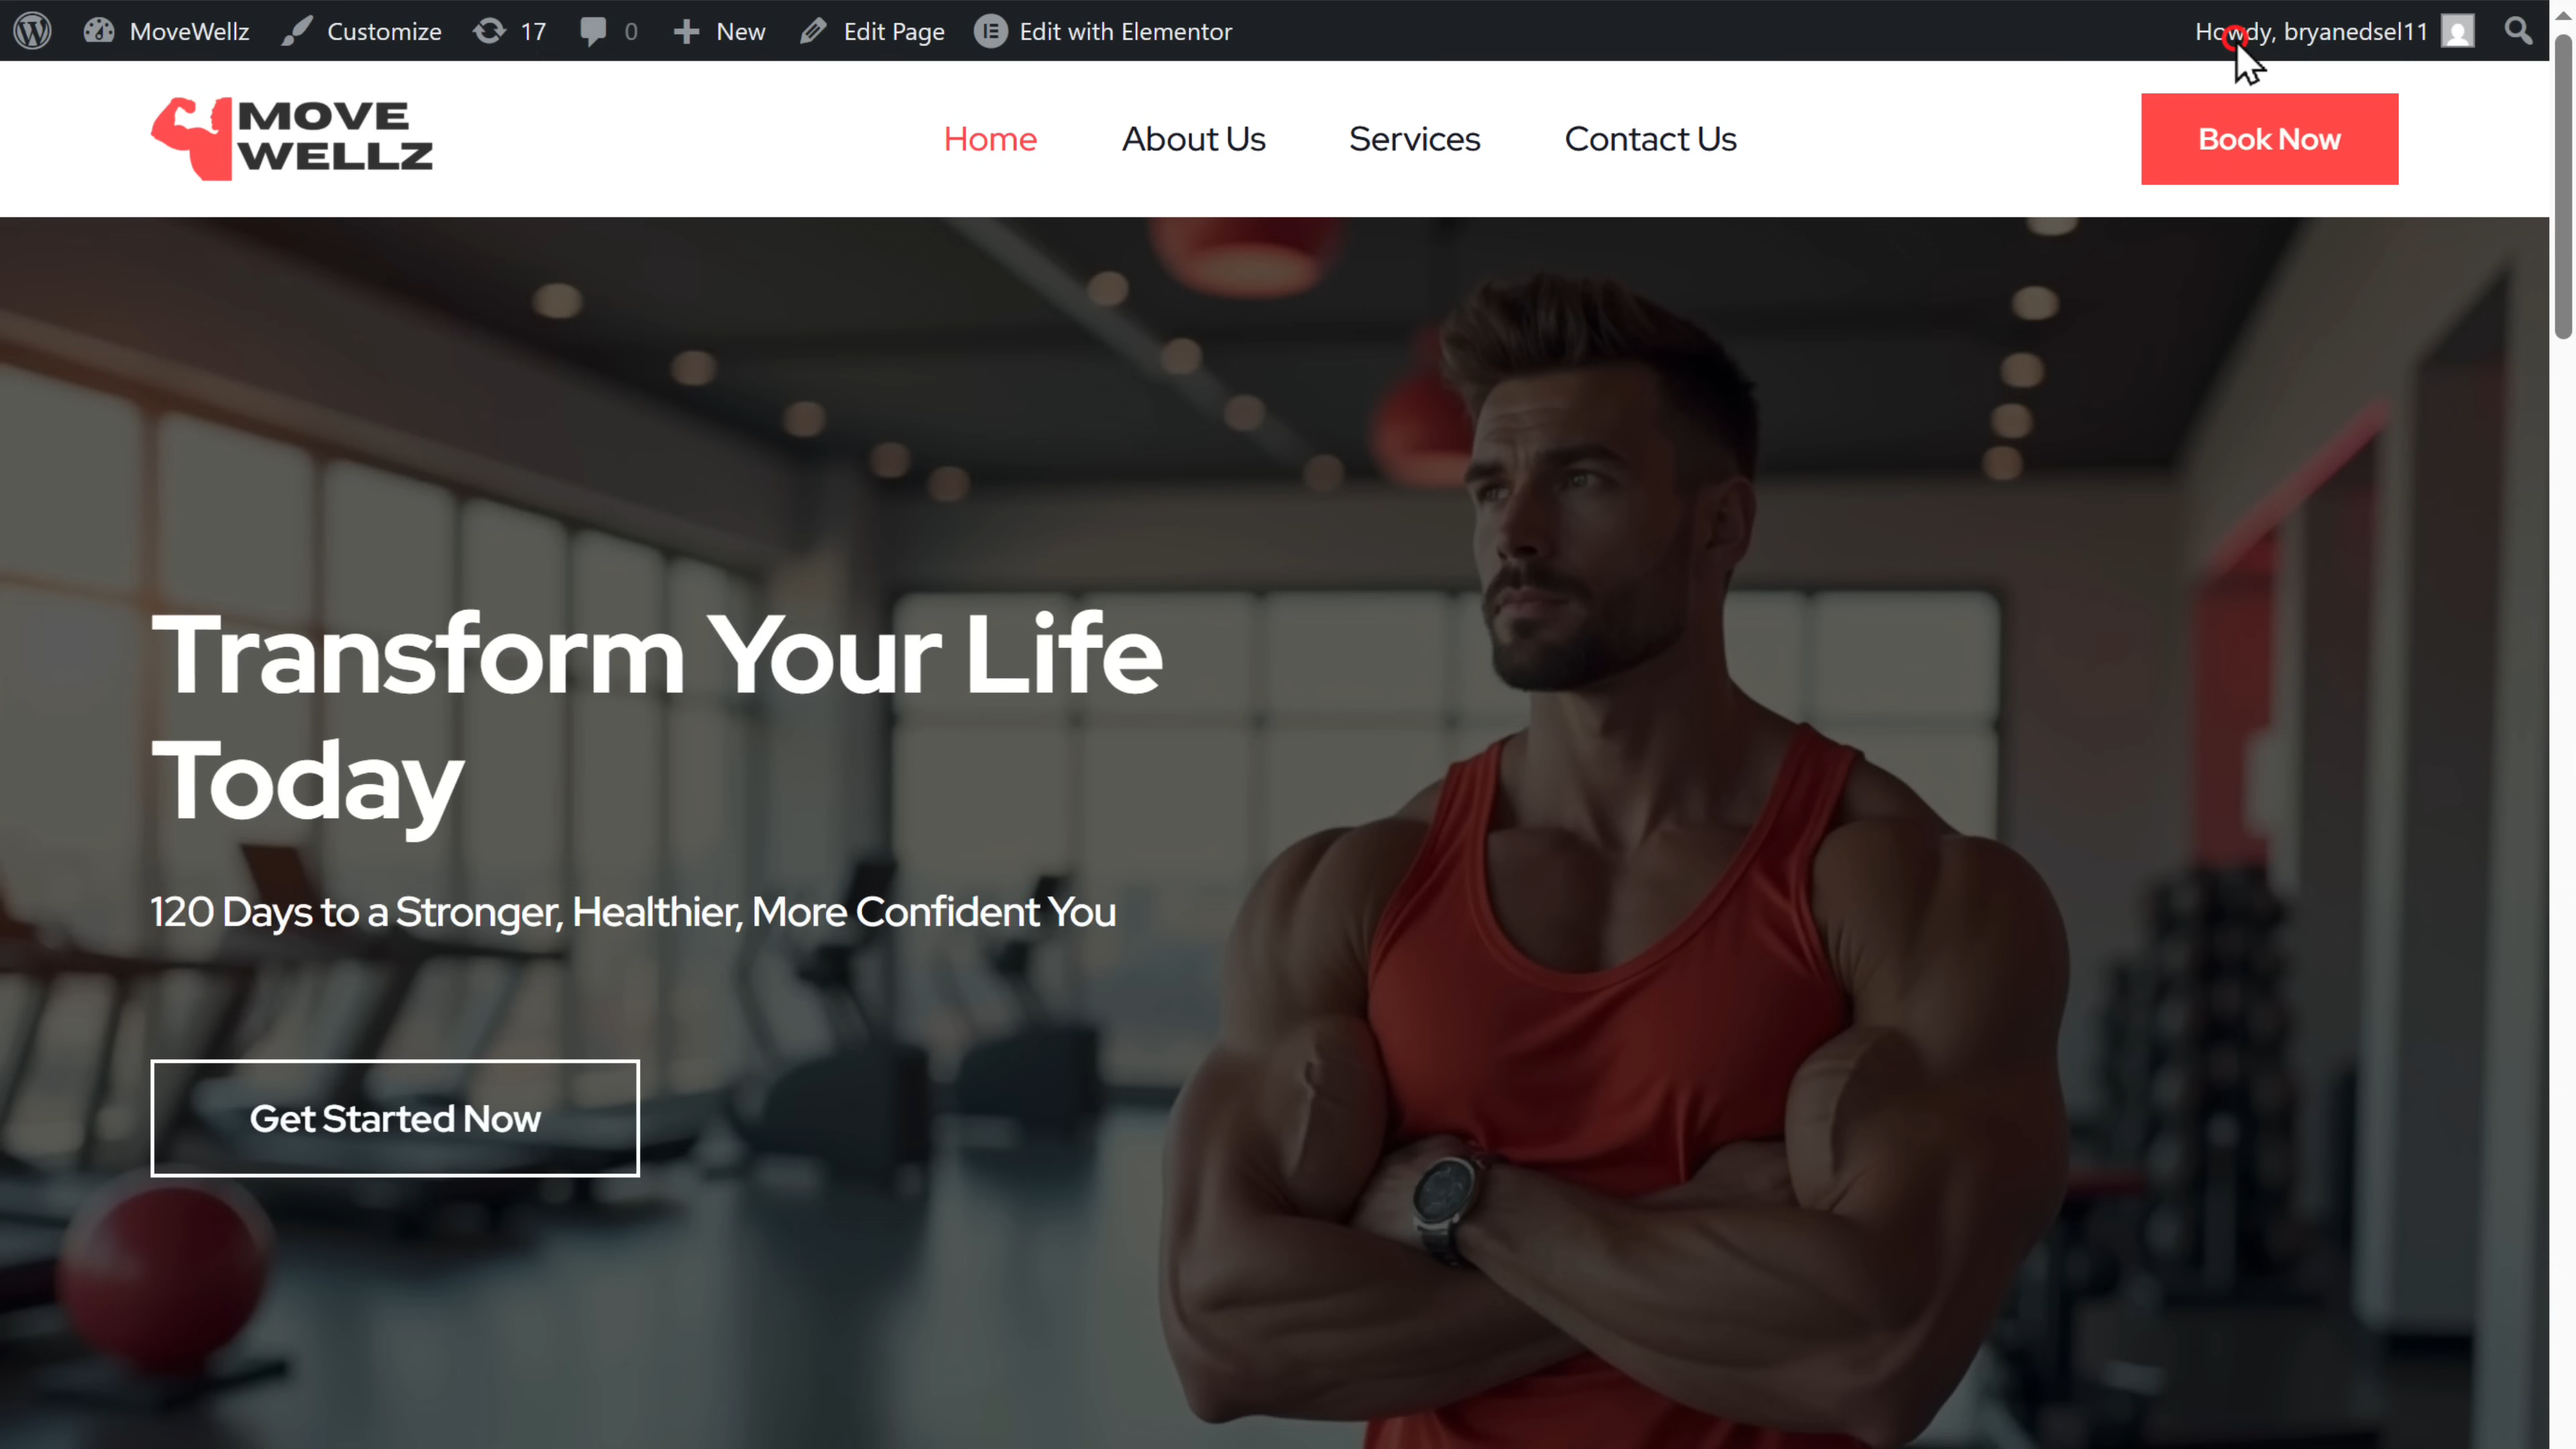 MoveWellz Customize 17 0 New Edit Page Edit with Elementor Howdy, bryanedsel11
MOVE
WELLZ
Home About Us Services Contact Us Book Now
Transform Your Life
Today
120 Days to a Stronger, Healthier, More Confident You
Get Started Now